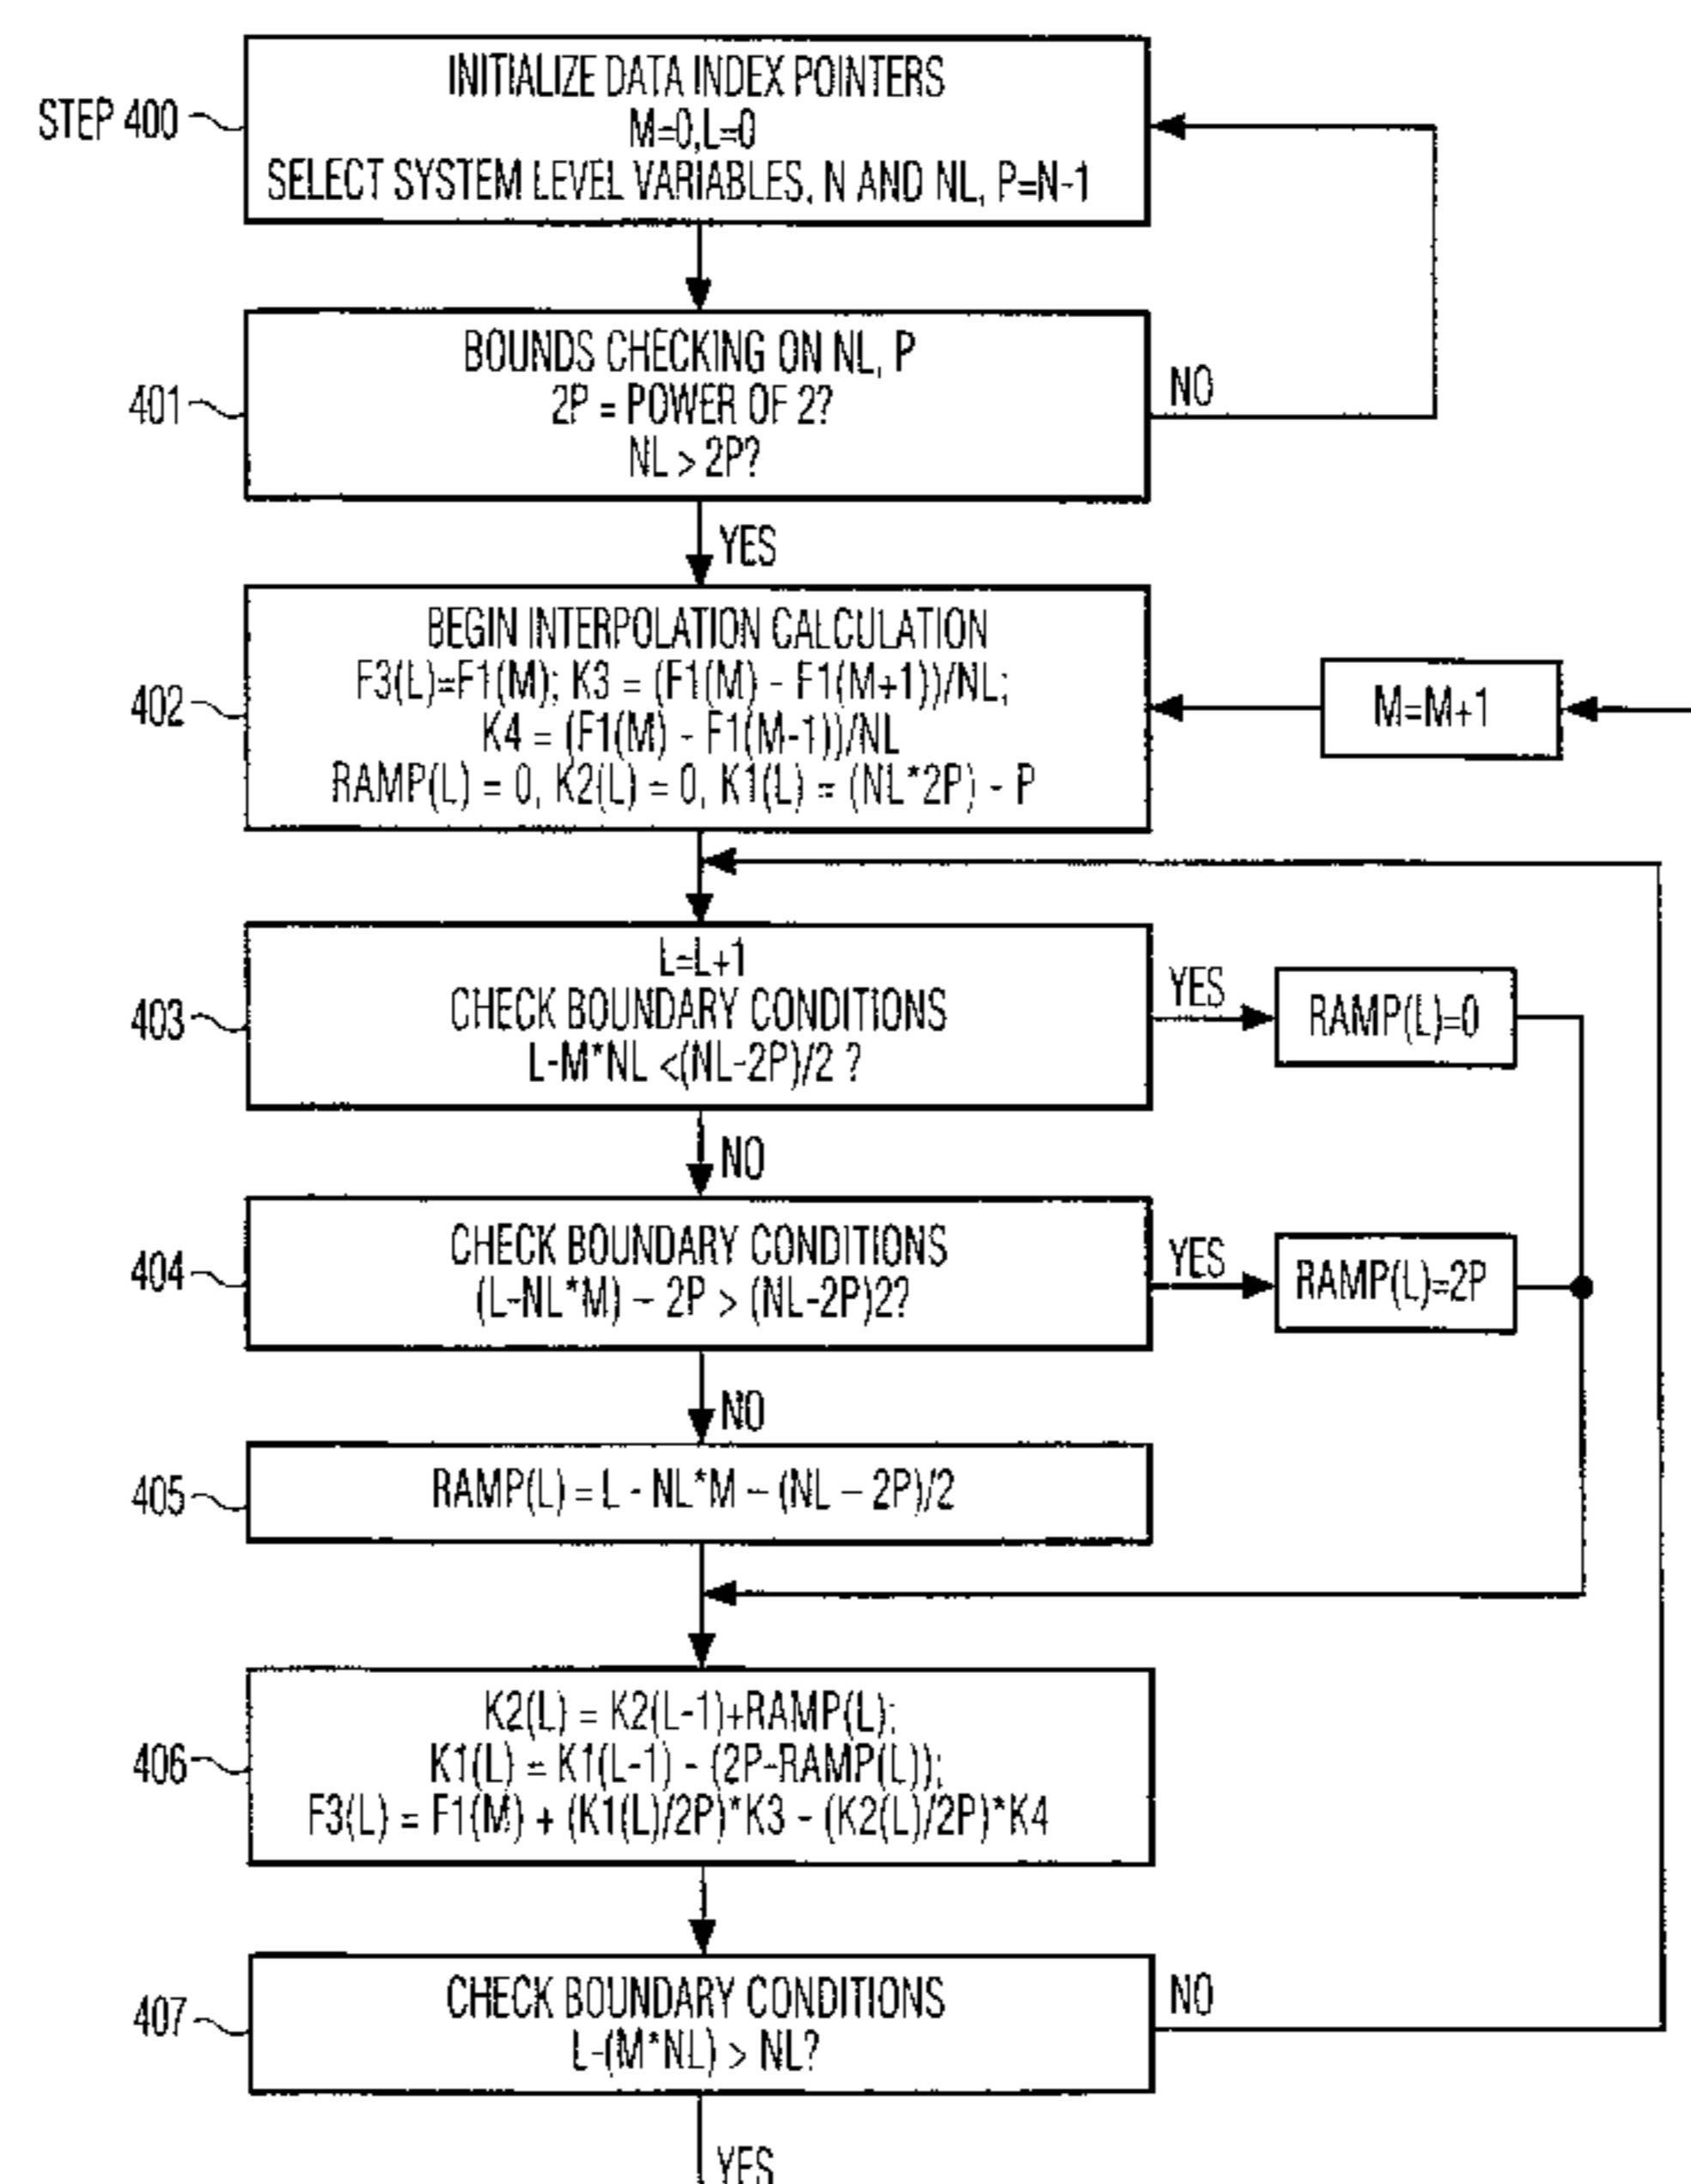 INITIALIZE DATA INDEX POINTERS
STEP 400
M=0,L=0
SELECT SYSTEM LEVEL VARIABLES, N AND NL, P=N-1
BOUNDS CHECKING ON NL, P
401
2P = POWER OF 2?
NL > 2P?
NO
YES
BEGIN INTERPOLATION CALCULATION
F3(L)=F1(M); K3 = (F1(M) - F1(M+1))/NL;
402
K4 = (F1(M) - F1(M-1))/NL
RAMP(L) = 0, K2(L) = 0, K1(L) = (NL*2P) - P
M=M+1
L=L+1
403
CHECK BOUNDARY CONDITIONS
L-M*NL <(NL-2P)/2 ?
YES
RAMP(L)=0
NO
CHECK BOUNDARY CONDITIONS
404
(L-NL*M) - 2P > (NL-2P)2?
YES
RAMP(L)=2P
NO
405
RAMP(L) = L - NL*M - (NL - 2P)/2
K2(L) = K2(L-1)+RAMP(L);
406
K1(L) = K1(L-1) - (2P-RAMP(L));
F3(L) = F1(M) + (K1(L)/2P)*K3 - (K2(L)/2P)*K4
CHECK BOUNDARY CONDITIONS
407
L-(M*NL) > NL?
NO
YES